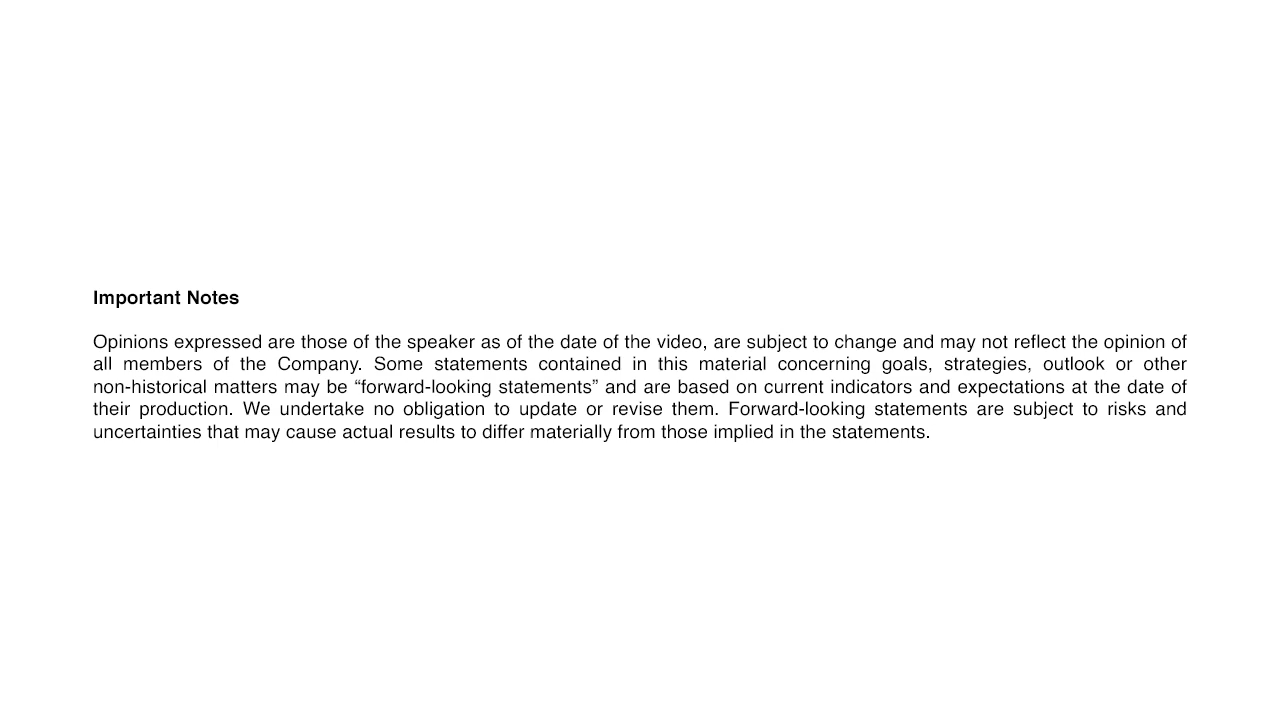 Important Notes
Opinions expressed are those of the speaker as of the date of the video, are subject to change and may not reflect the opinion of
all members of the Company. Some statements contained in this material concerning goals, strategies, outlook or other
non-historical matters may be “forward-looking statements” and are based on current indicators and expectations at the date of
their production. We undertake no obligation to update or revise them. Forward-looking statements are subject to risks and
uncertainties that may cause actual results to differ materially from those implied in the statements.